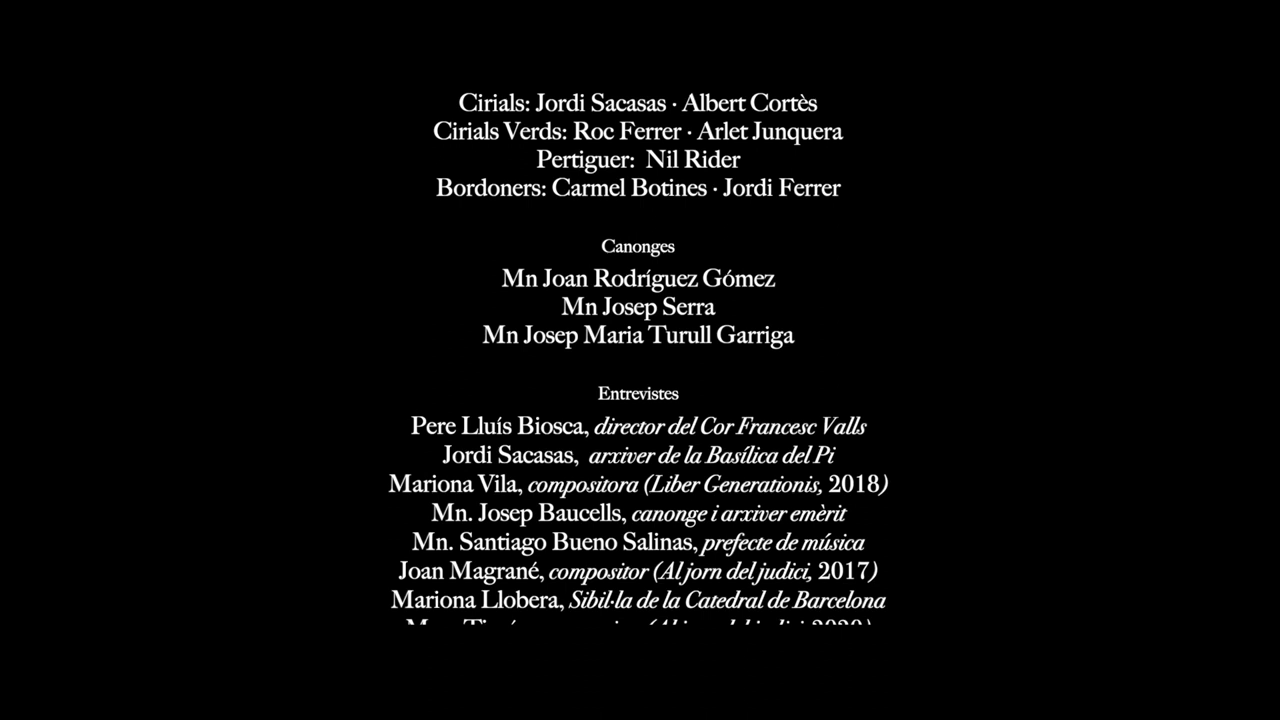 Cirials: Jordi Sacasas · Albert Cortès
Cirials Verds: Roc Ferrer · Arlet Junquera
Pertiguer: Nil Rider
Bordoners: Carmel Botines · Jordi Ferrer
Canonges
Mn Joan Rodríguez Gómez
Mn Josep Serra
Mn Josep Maria Turull Garriga
Entrevistes
Pere Lluís Biosca, director del Cor Francesc Valls
Jordi Sacasas, arxiver de la Basílica del Pi
Mariona Vila, compositora (Liber Generationis, 2018)
Mn. Josep Baucells, canonge i arxiver emèrit
Mn. Santiago Bueno Salinas, prefecte de música
Joan Magrané, compositor (Al jorn del judici, 2017)
Mariona Llobera, Sibil·la de la Catedral de Barcelona